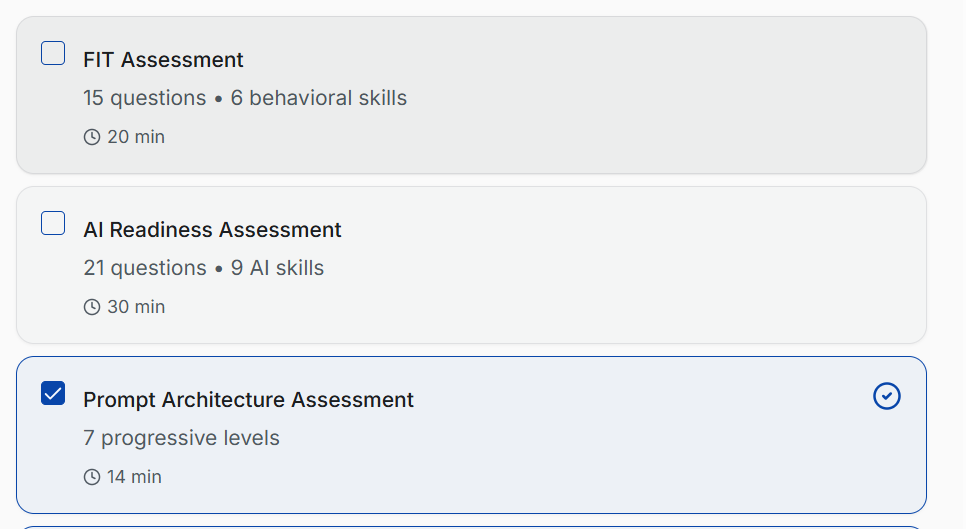 FIT Assessment
15 questions • 6 behavioral skills
20 min
AI Readiness Assessment
21 questions • 9 AI skills
30 min
Prompt Architecture Assessment
7 progressive levels
14 min